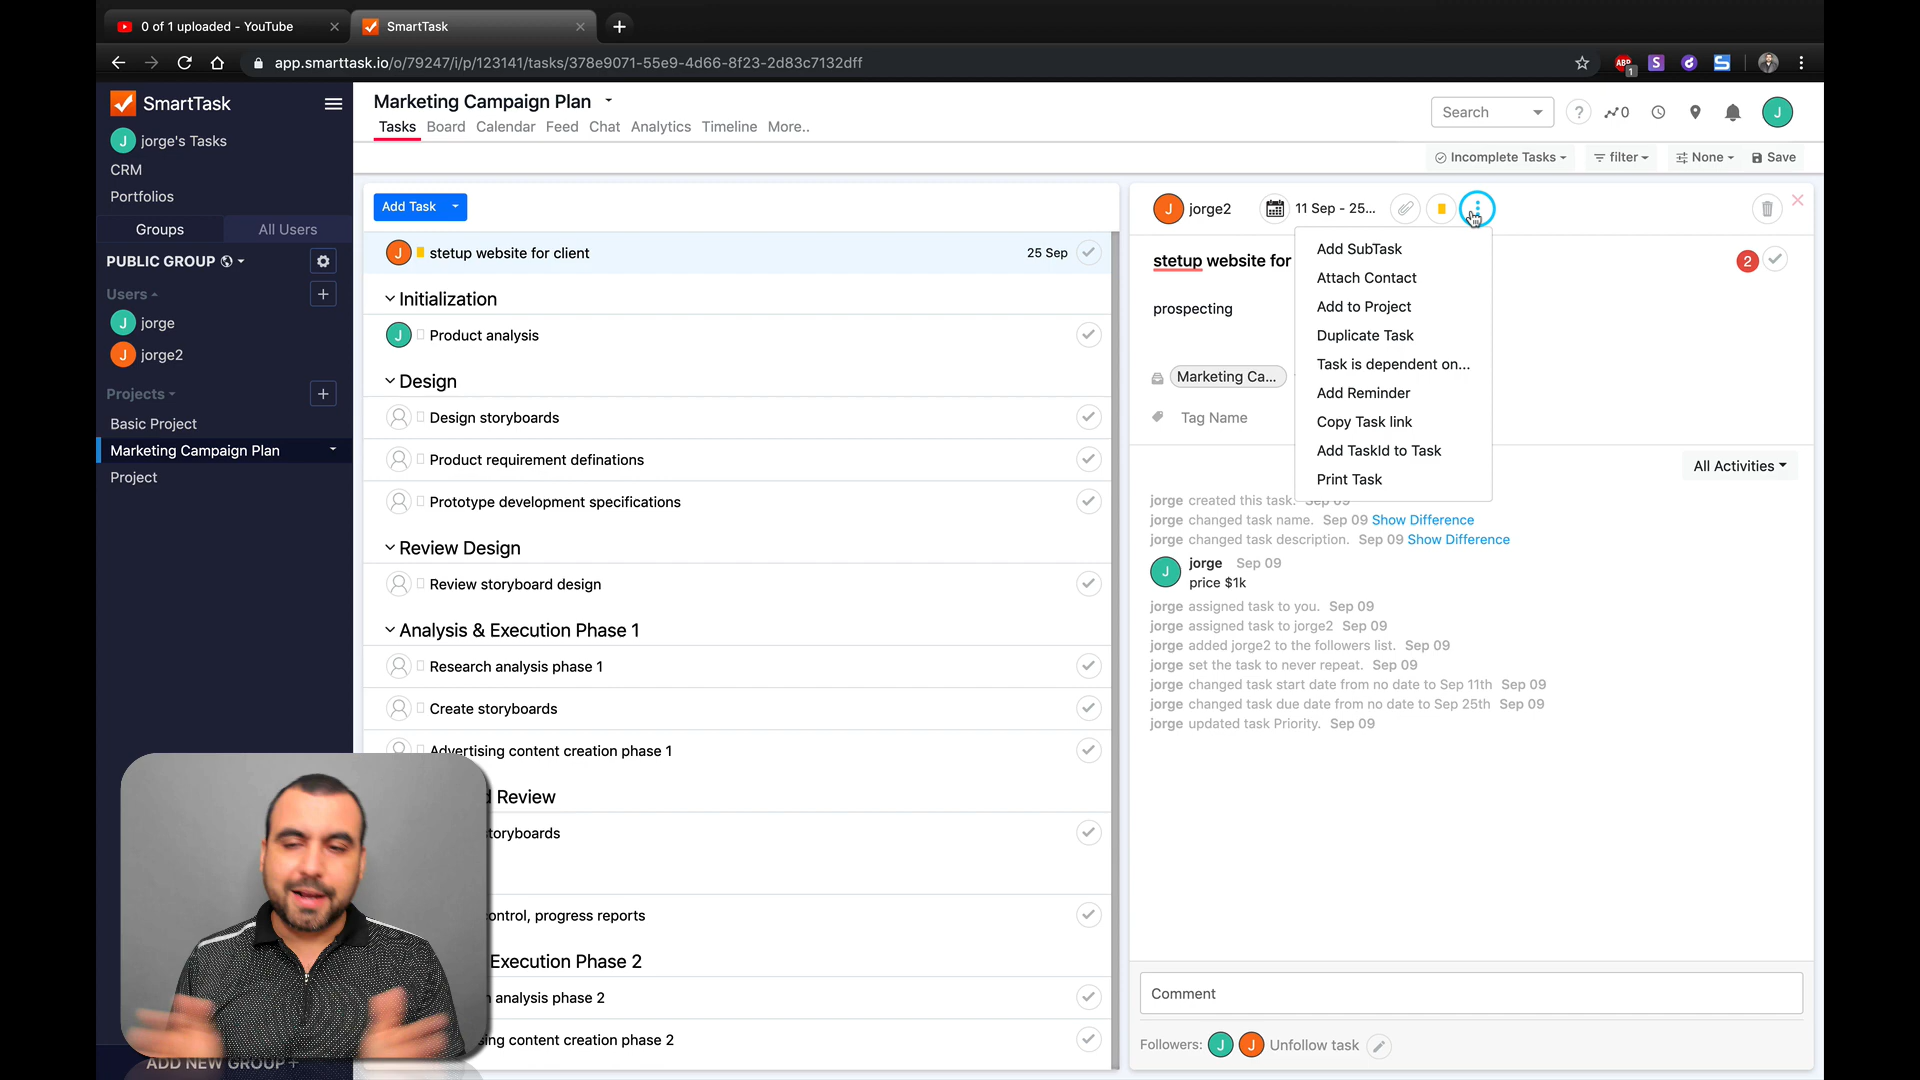 0 of 1 uploaded - YouTube
SmartTask
app.smarttask.io/o/79247/i/p/123141/tasks/378e9071-55e9-4d66-8f23-2d83c7132dff
ABP
1
S
SmartTask
J jorge's Tasks
CRM
Portfolios
Groups All Users
PUBLIC GROUP
Users
J jorge
J jorge2
Projects
Basic Project
Marketing Campaign Plan
Project
ADD NEW GROUP +
Marketing Campaign Plan
Tasks Board Calendar Feed Chat Analytics Timeline More..
Search ? 0 J
Incomplete Tasks filter None Save
Add Task
J stetup website for client 25 Sep
Initialization
J Product analysis
Design
Design storyboards
Product requirement definations
Prototype development specifications
Review Design
Review storyboard design
Analysis & Execution Phase 1
Research analysis phase 1
Create storyboards
Advertising content creation phase 1
Review
storyboards
ontrol, progress reports
Execution Phase 2
analysis phase 2
ing content creation phase 2
J jorge2 11 Sep - 25...
stetup website for
2
prospecting
Marketing Ca...
Tag Name
Add SubTask
Attach Contact
Add to Project
Duplicate Task
Task is dependent on...
Add Reminder
Copy Task link
Add TaskId to Task
Print Task
All Activities
jorge created this task. Sep 09
jorge changed task name. Sep 09 Show Difference
jorge changed task description. Sep 09 Show Difference
J jorge Sep 09
price $1k
jorge assigned task to you. Sep 09
jorge assigned task to jorge2 Sep 09
jorge added jorge2 to the followers list. Sep 09
jorge set the task to never repeat. Sep 09
jorge changed task start date from no date to Sep 11th Sep 09
jorge changed task due date from no date to Sep 25th Sep 09
jorge updated task Priority. Sep 09
Comment
Followers: J J Unfollow task